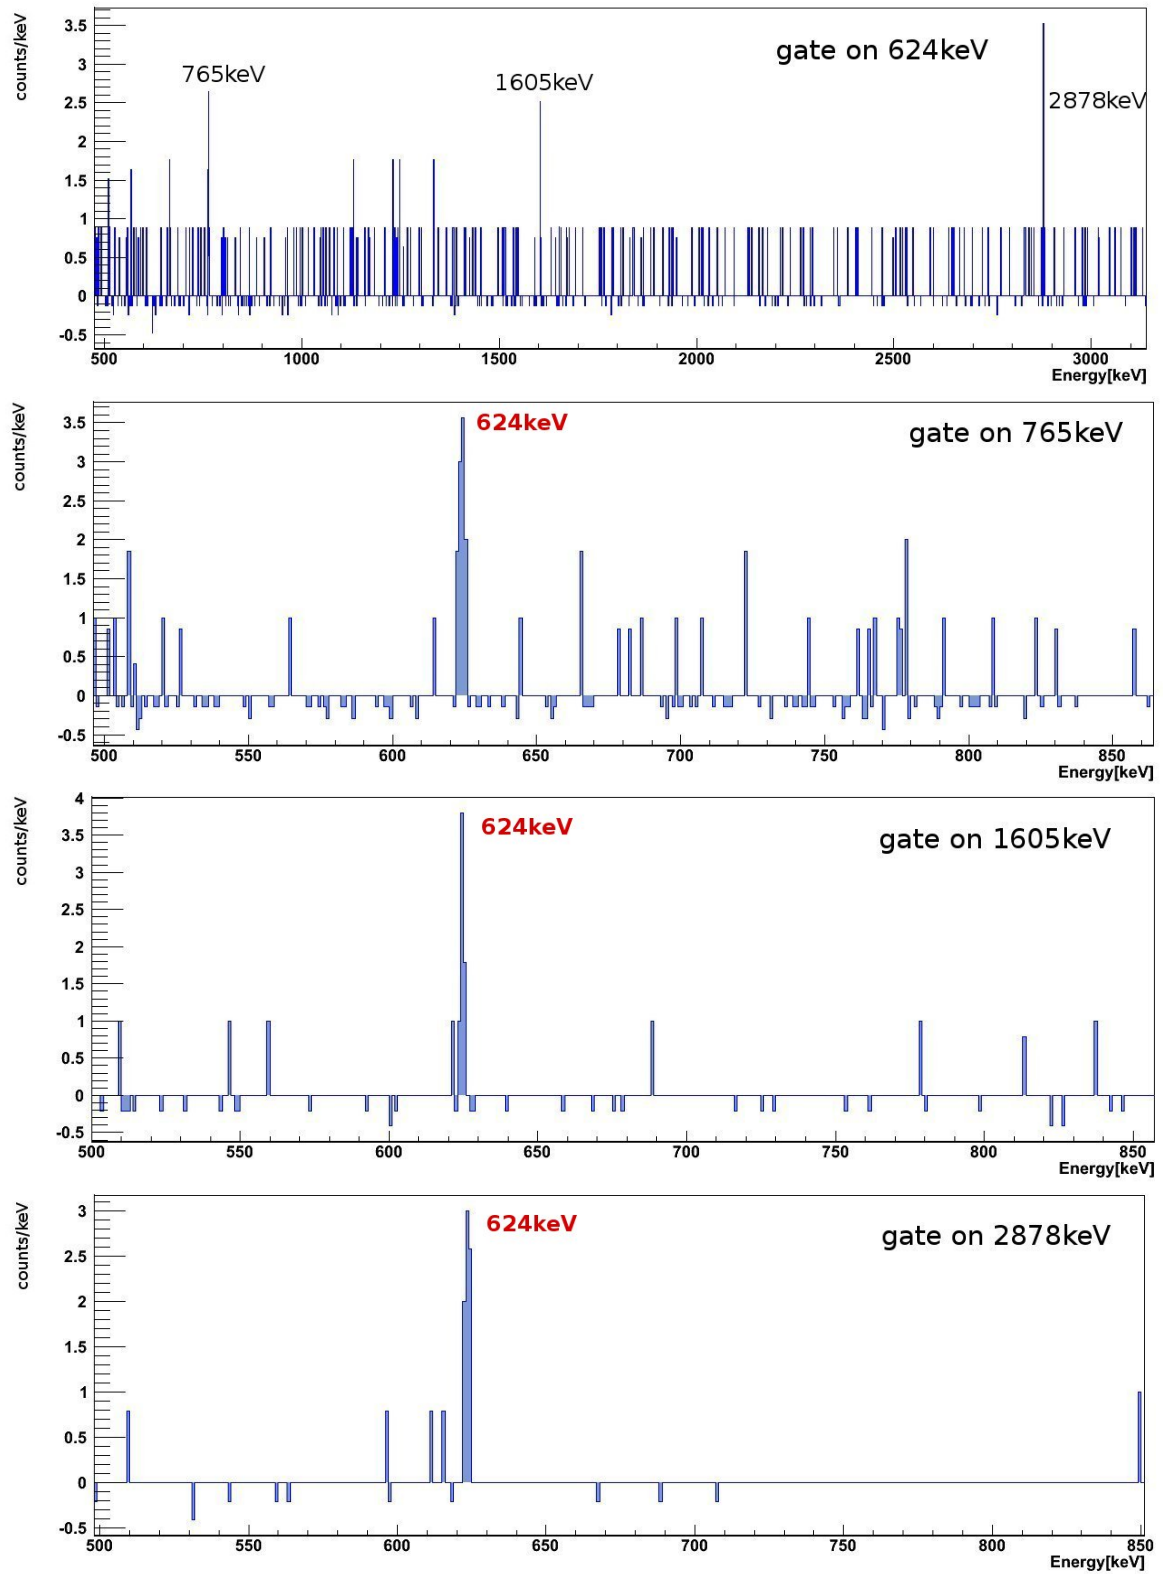 counts/keV
gate on 624keV
765keV
1605keV
2878keV
3.5
3
2.5
2
1.5
1
0.5
0
-0.5
500 1000 1500 2000 2500 3000
Energy[keV]
counts/keV
624keV
gate on 765keV
3.5
3
2.5
2
1.5
1
0.5
0
-0.5
500 550 600 650 700 750 800 850
Energy[keV]
counts/keV
624keV
gate on 1605keV
4
3.5
3
2.5
2
1.5
1
0.5
0
-0.5
500 550 600 650 700 750 800 850
Energy[keV]
counts/keV
624keV
gate on 2878keV
3
2.5
2
1.5
1
0.5
0
-0.5
500 550 600 650 700 750 800 850
Energy[keV]